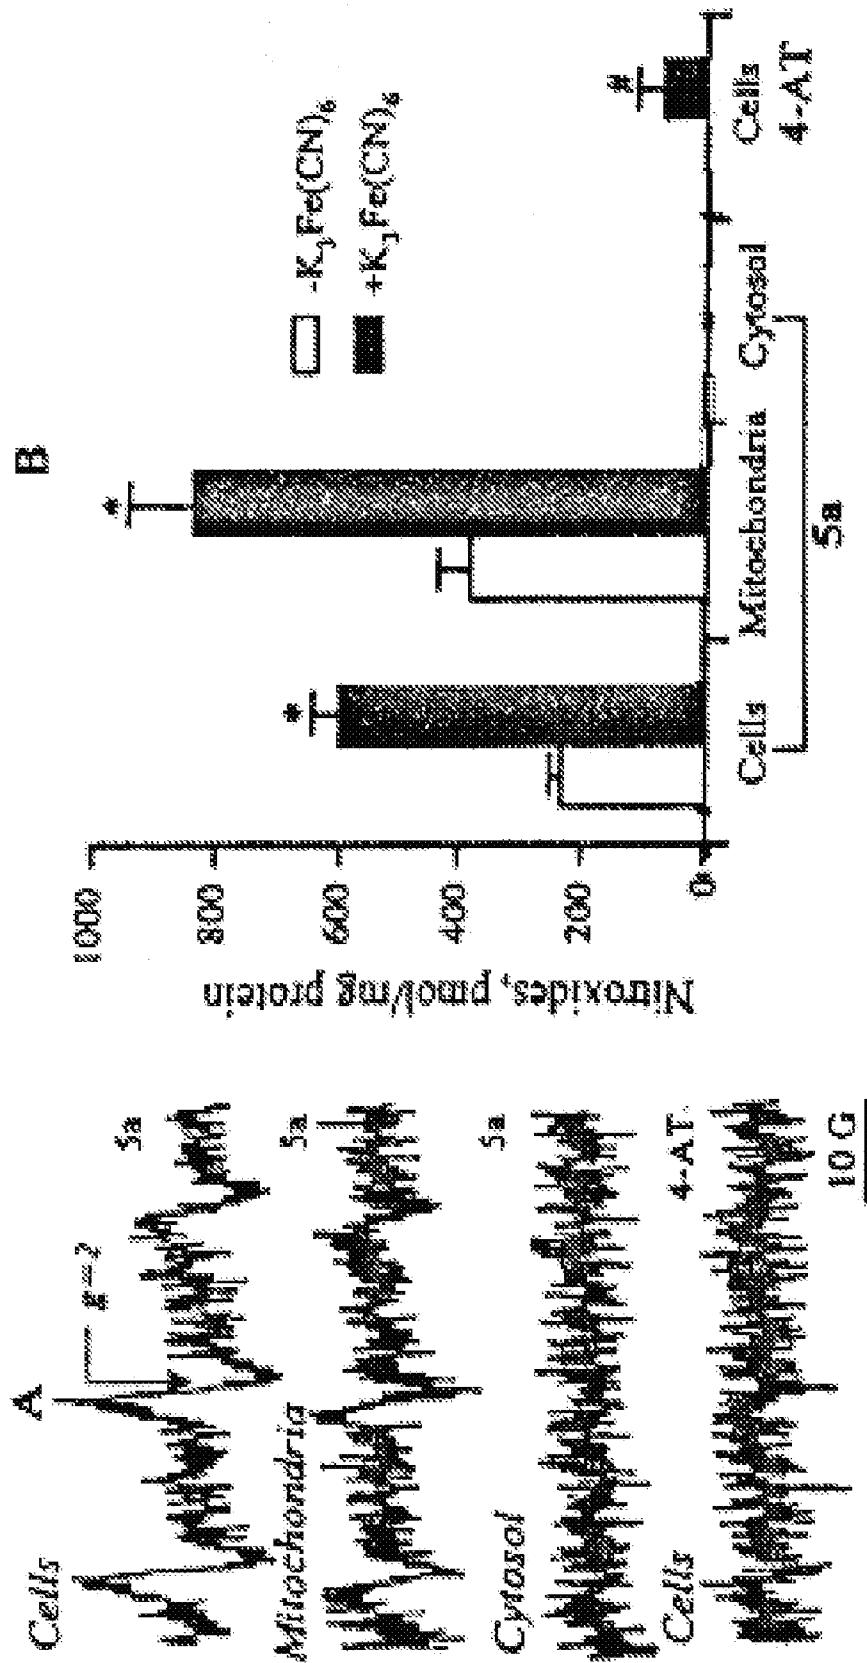 A
Cells
5a
g=2
Mitochondria
5a
Cytosol
5a
Cells
4-AT
10 G
B
Nitroxides, pmol/mg protein
1000
800
600
400
200
0
*
*
#
-K3Fe(CN)6
+K3Fe(CN)6
Cells
Mitochondria
Cytosol
Cells
4-AT
5a